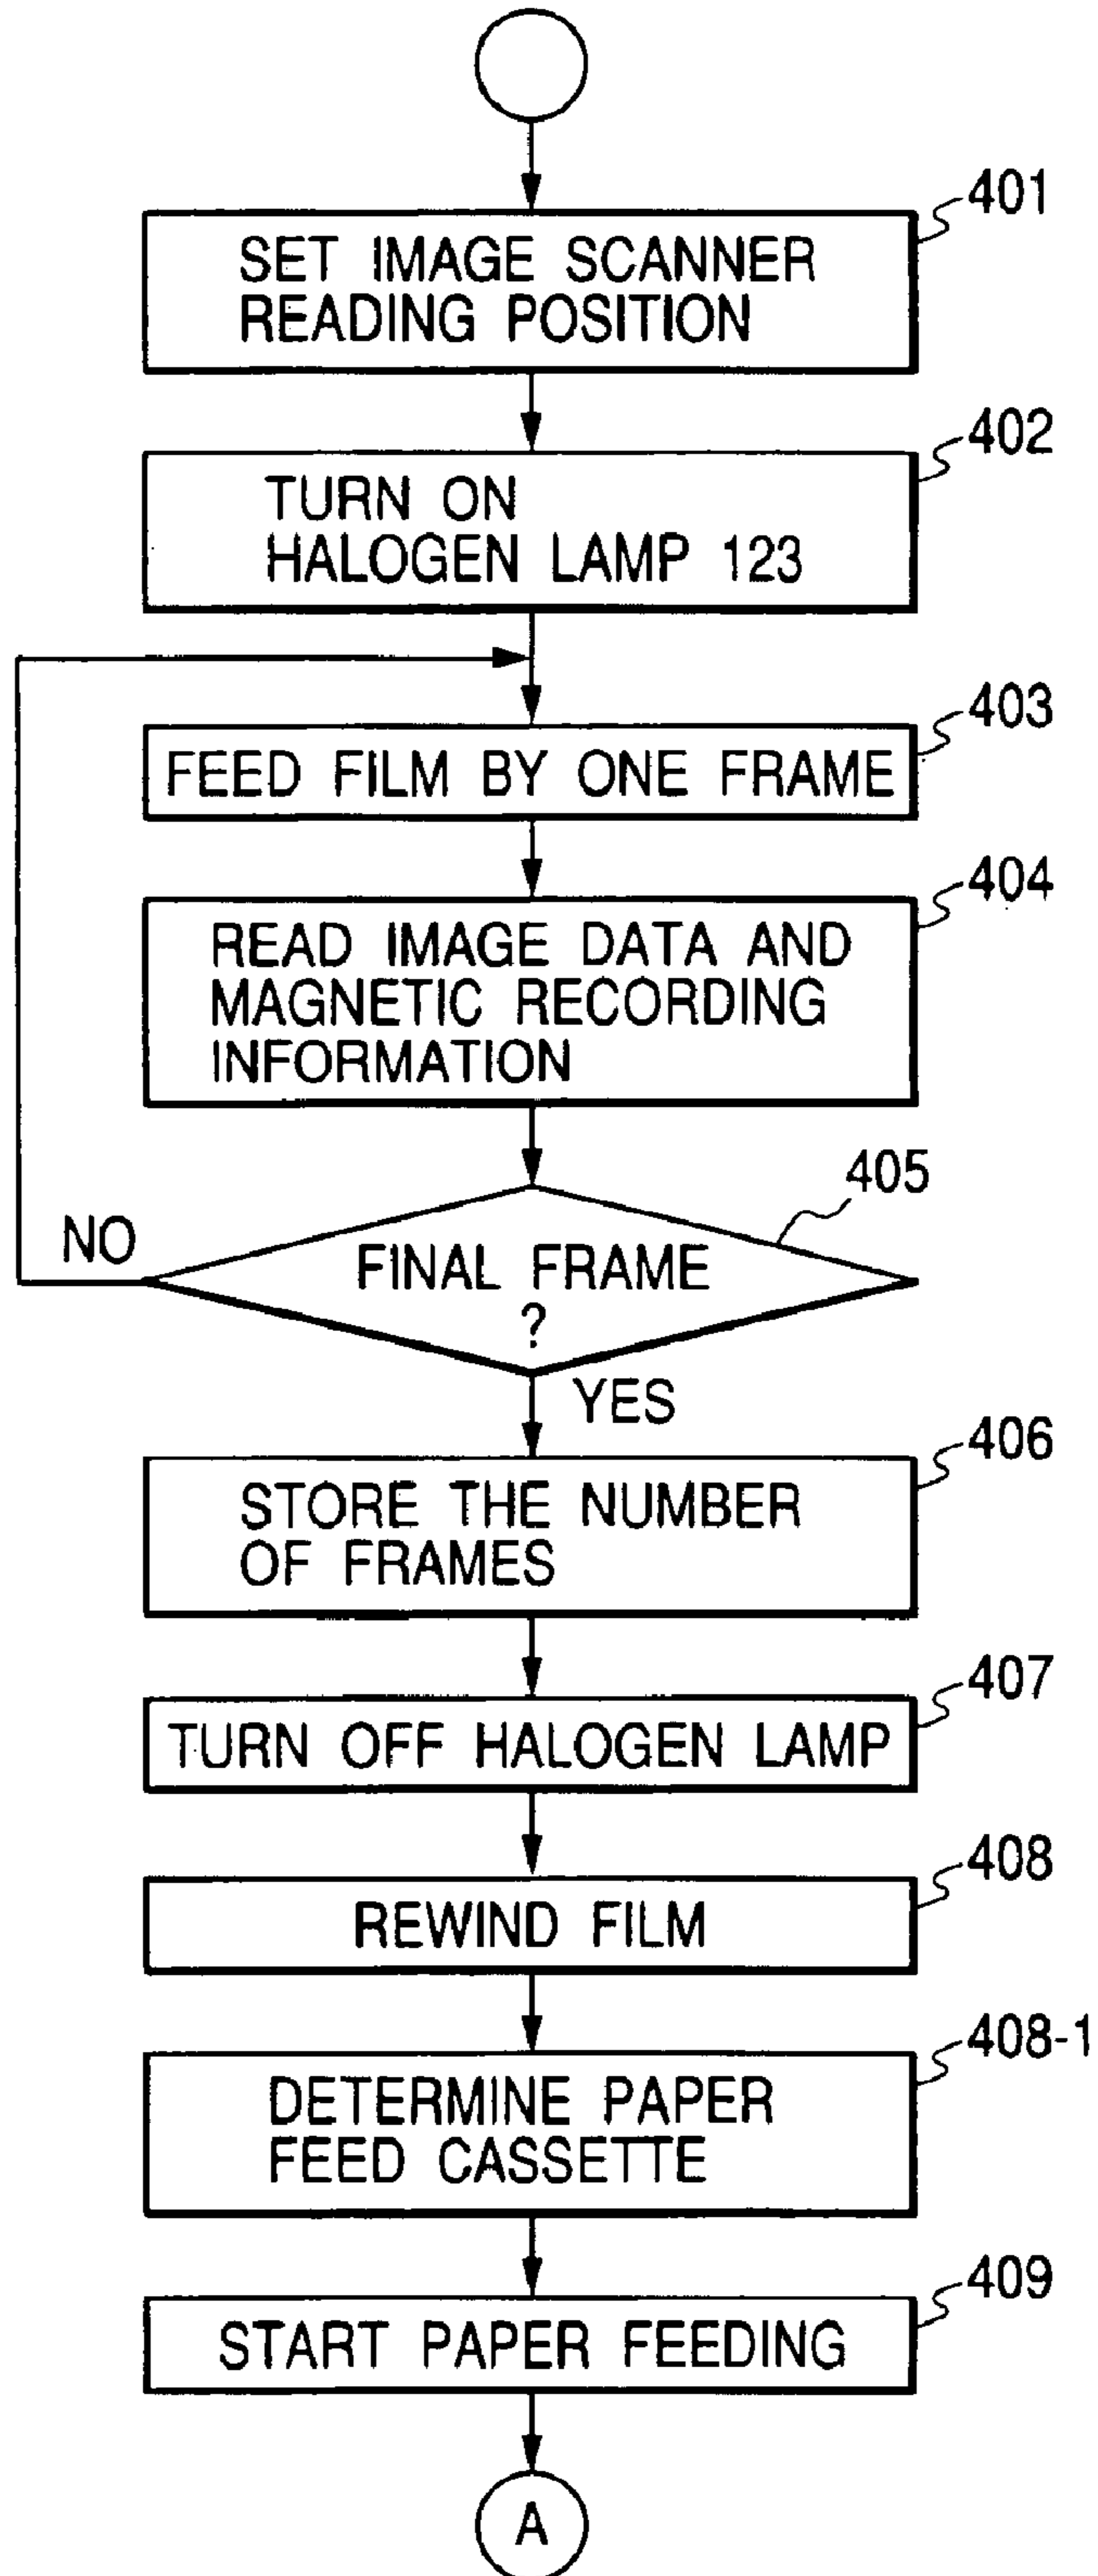 401
SET IMAGE SCANNER
READING POSITION
402
TURN ON
HALOGEN LAMP 123
403
FEED FILM BY ONE FRAME
404
READ IMAGE DATA AND
MAGNETIC RECORDING
INFORMATION
405
NO
FINAL FRAME
?
YES
406
STORE THE NUMBER
OF FRAMES
407
TURN OFF HALOGEN LAMP
408
REWIND FILM
408-1
DETERMINE PAPER
FEED CASSETTE
409
START PAPER FEEDING
A